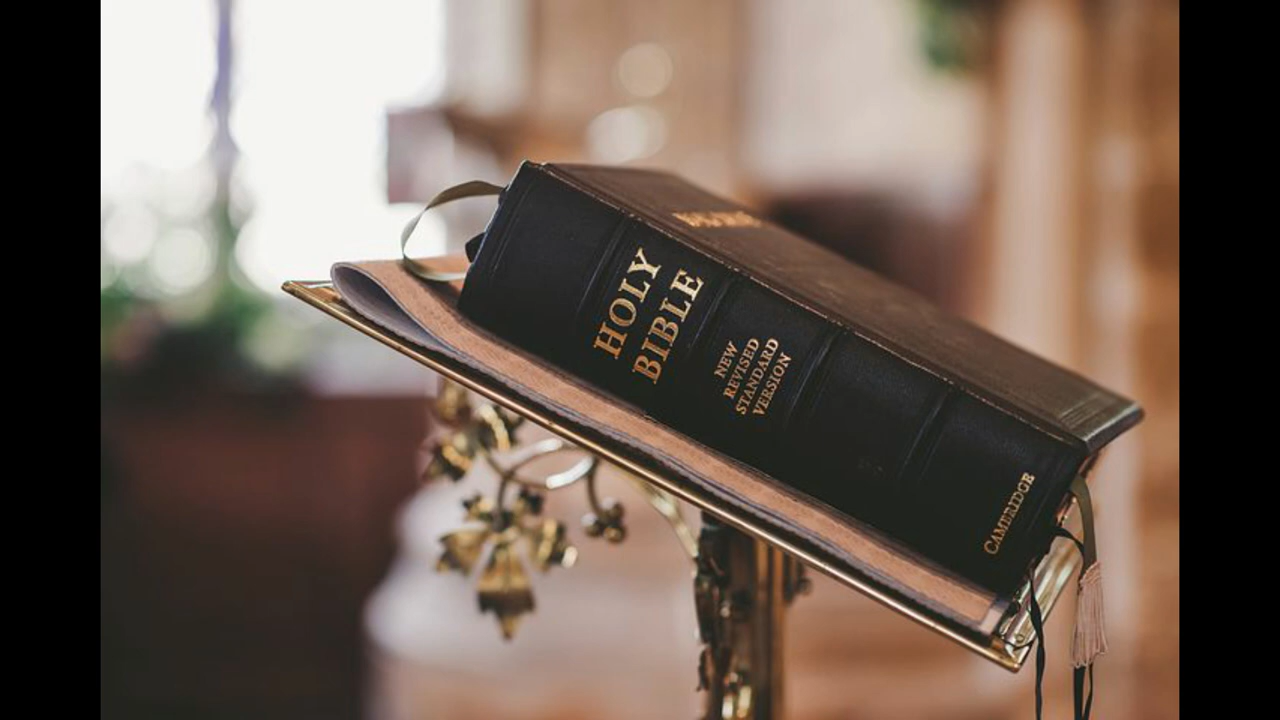 HOLY
BIBLE
NEW
REVISED
STANDARD
VERSION
CAMBRIDGE